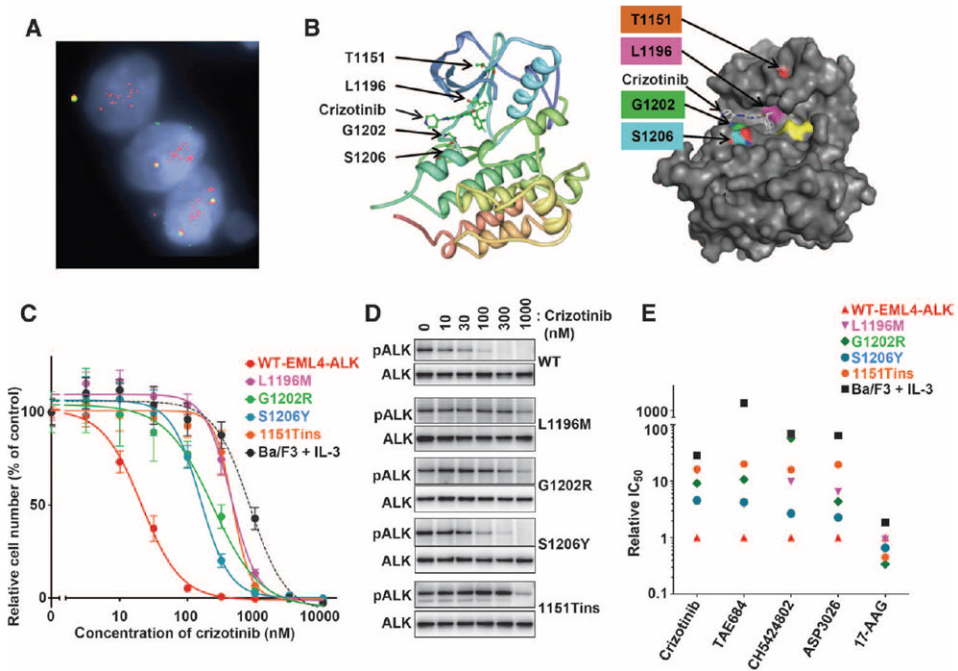 A
B
T1151
L1196
Crizotinib
G1202
S1206
T1151
L1196
Crizotinib
G1202
S1206
C
Relative cell number (% of control)
100
50
0
0
10
100
1000
10000
Concentration of crizotinib (nM)
WT-EML4-ALK
L1196M
G1202R
S1206Y
1151Tins
Ba/F3 + IL-3
D
0 10 30 100 300 1000 : Crizotinib
(nM)
pALK
ALK
WT
pALK
ALK
L1196M
pALK
ALK
G1202R
pALK
ALK
S1206Y
pALK
ALK
1151Tins
E
WT-EML4-ALK
L1196M
G1202R
S1206Y
1151Tins
Ba/F3 + IL-3
Relative IC50
1000
100
10
1
0.1
Crizotinib
TAE684
CH5424802
ASP3026
17-AAG